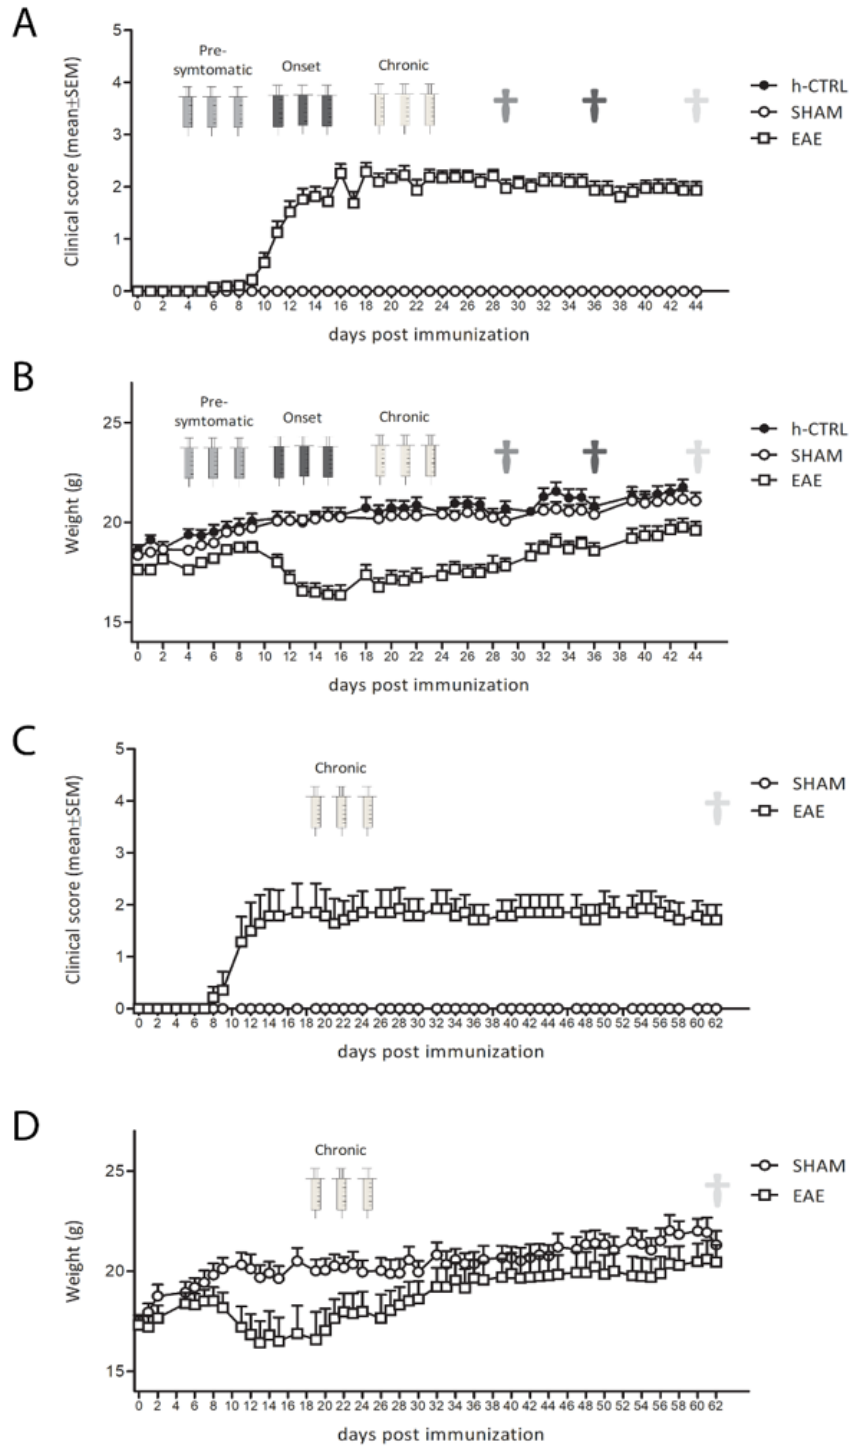 A
Clinical score (mean±SEM)
5
4
3
2
1
0
Pre-
symtomatic
Onset
Chronic
h-CTRL
SHAM
EAE
0 2 4 6 8 10 12 14 16 18 20 22 24 26 28 30 32 34 36 38 40 42 44
days post immunization
B
Weight (g)
25
20
15
Pre-
symtomatic
Onset
Chronic
h-CTRL
SHAM
EAE
0 2 4 6 8 10 12 14 16 18 20 22 24 26 28 30 32 34 36 38 40 42 44
days post immunization
C
Clinical score (mean±SEM)
5
4
3
2
1
0
Chronic
SHAM
EAE
0 2 4 6 8 10 12 14 16 18 20 22 24 26 28 30 32 34 36 38 40 42 44 46 48 50 52 54 56 58 60 62
days post immunization
D
Weight (g)
25
20
15
Chronic
SHAM
EAE
0 2 4 6 8 10 12 14 16 18 20 22 24 26 28 30 32 34 36 38 40 42 44 46 48 50 52 54 56 58 60 62
days post immunization